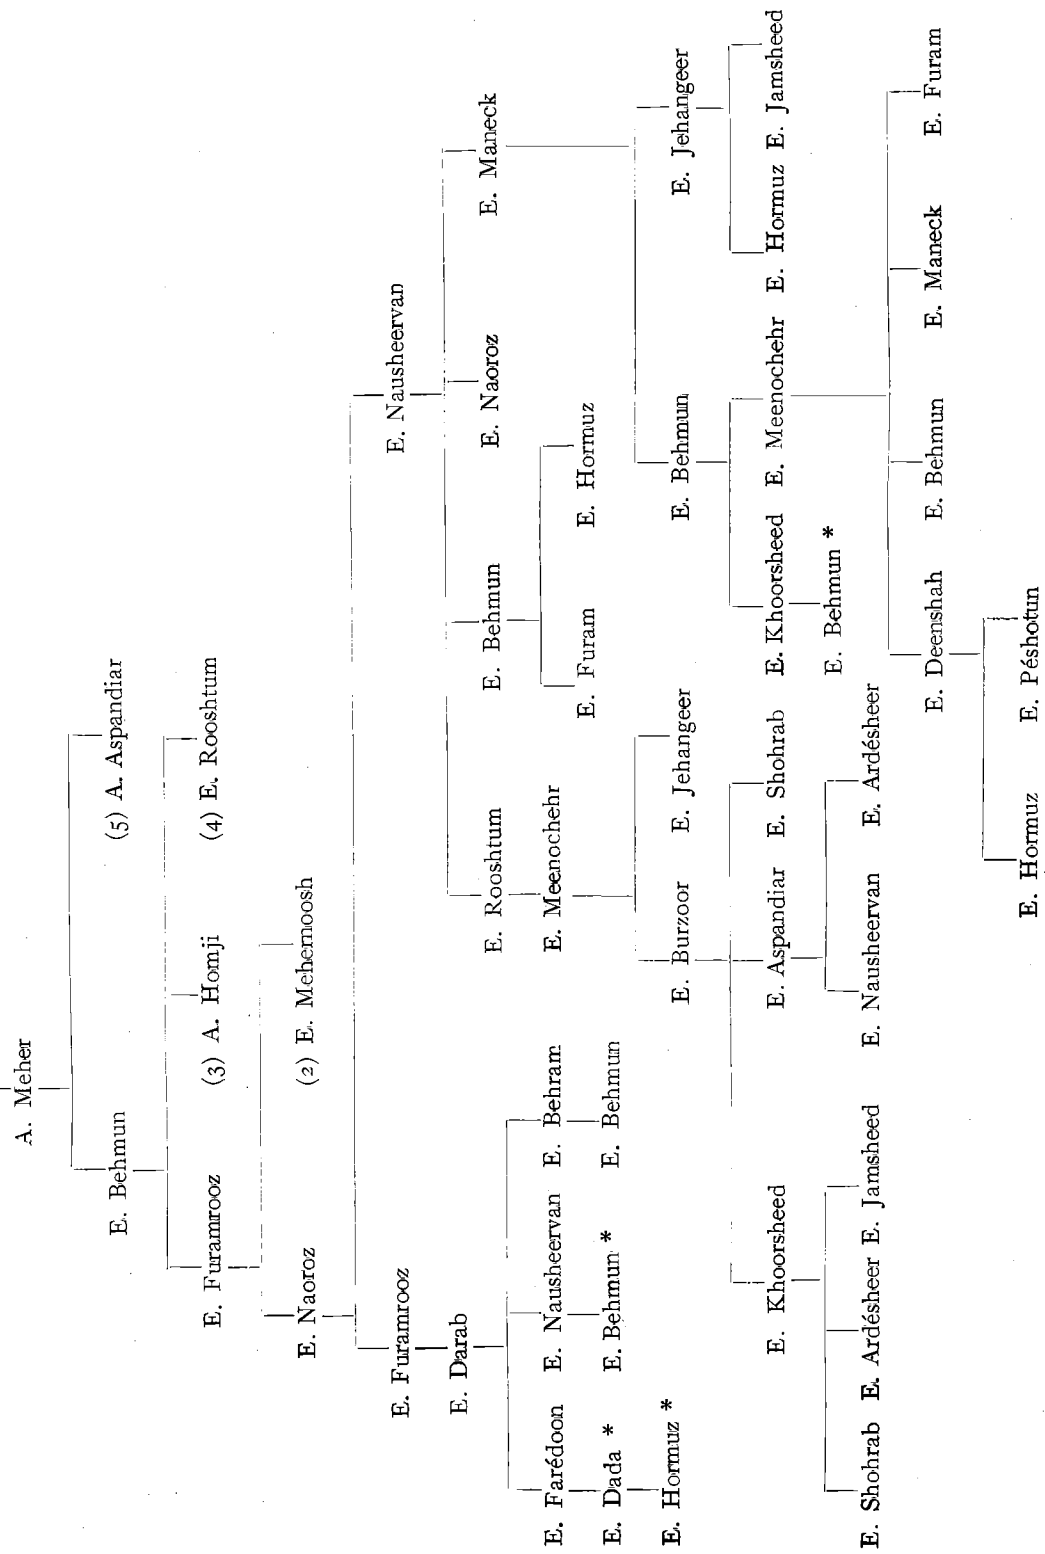 A. Meher
E. Behmun (5) A. Aspandiar
E. Furamrooz (3) A. Homji (4) E. Rooshtum
E. Naoroz (2) E. Mehernoosh
E. Furamrooz E. Nausheervan
E. Darab
E. Rooshtum E. Behmun E. Naoroz E. Maneck
E. Farédoon E. Nausheervan E. Behram E. Meenochehr
E. Furam E. Hormuz
E. Dada * E. Behmun * E. Behmun
E. Hormuz * E. Burzoor E. Jehangeer E. Behmun E. Jehangeer
E. Khoorsheed E. Aspandiar E. Shohrab E. Khoorsheed E. Meenochehr E. Hormuz E. Jamsheed
E. Behmun *
E. Shohrab E. Ardésheer E. Jamsheed E. Nausheervan E. Ardésheer
E. Deenshah E. Behmun E. Maneck E. Furam
E. Hormuz E. Péshotun